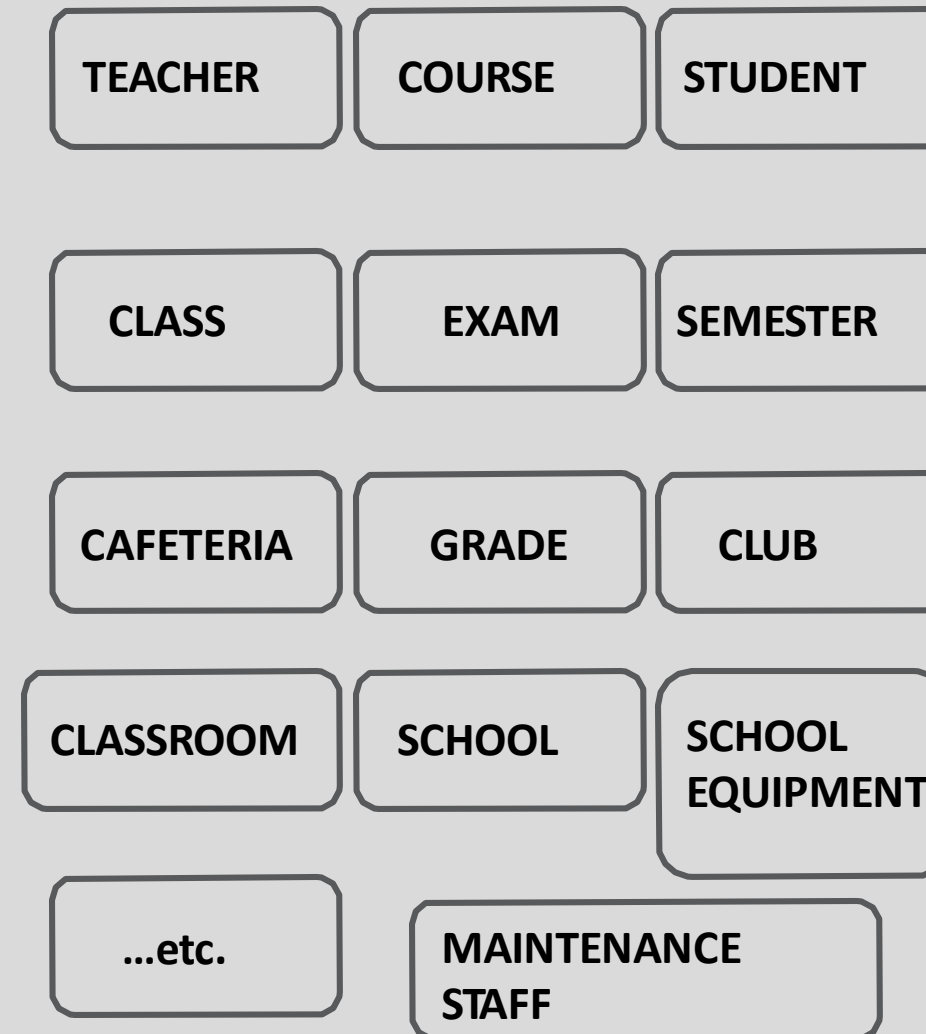 TEACHER
COURSE
STUDENT
CLASS
EXAM
SEMESTER
CAFETERIA
GRADE
CLUB
CLASSROOM
SCHOOL
SCHOOL
EQUIPMENT
...etc.
MAINTENANCE
STAFF